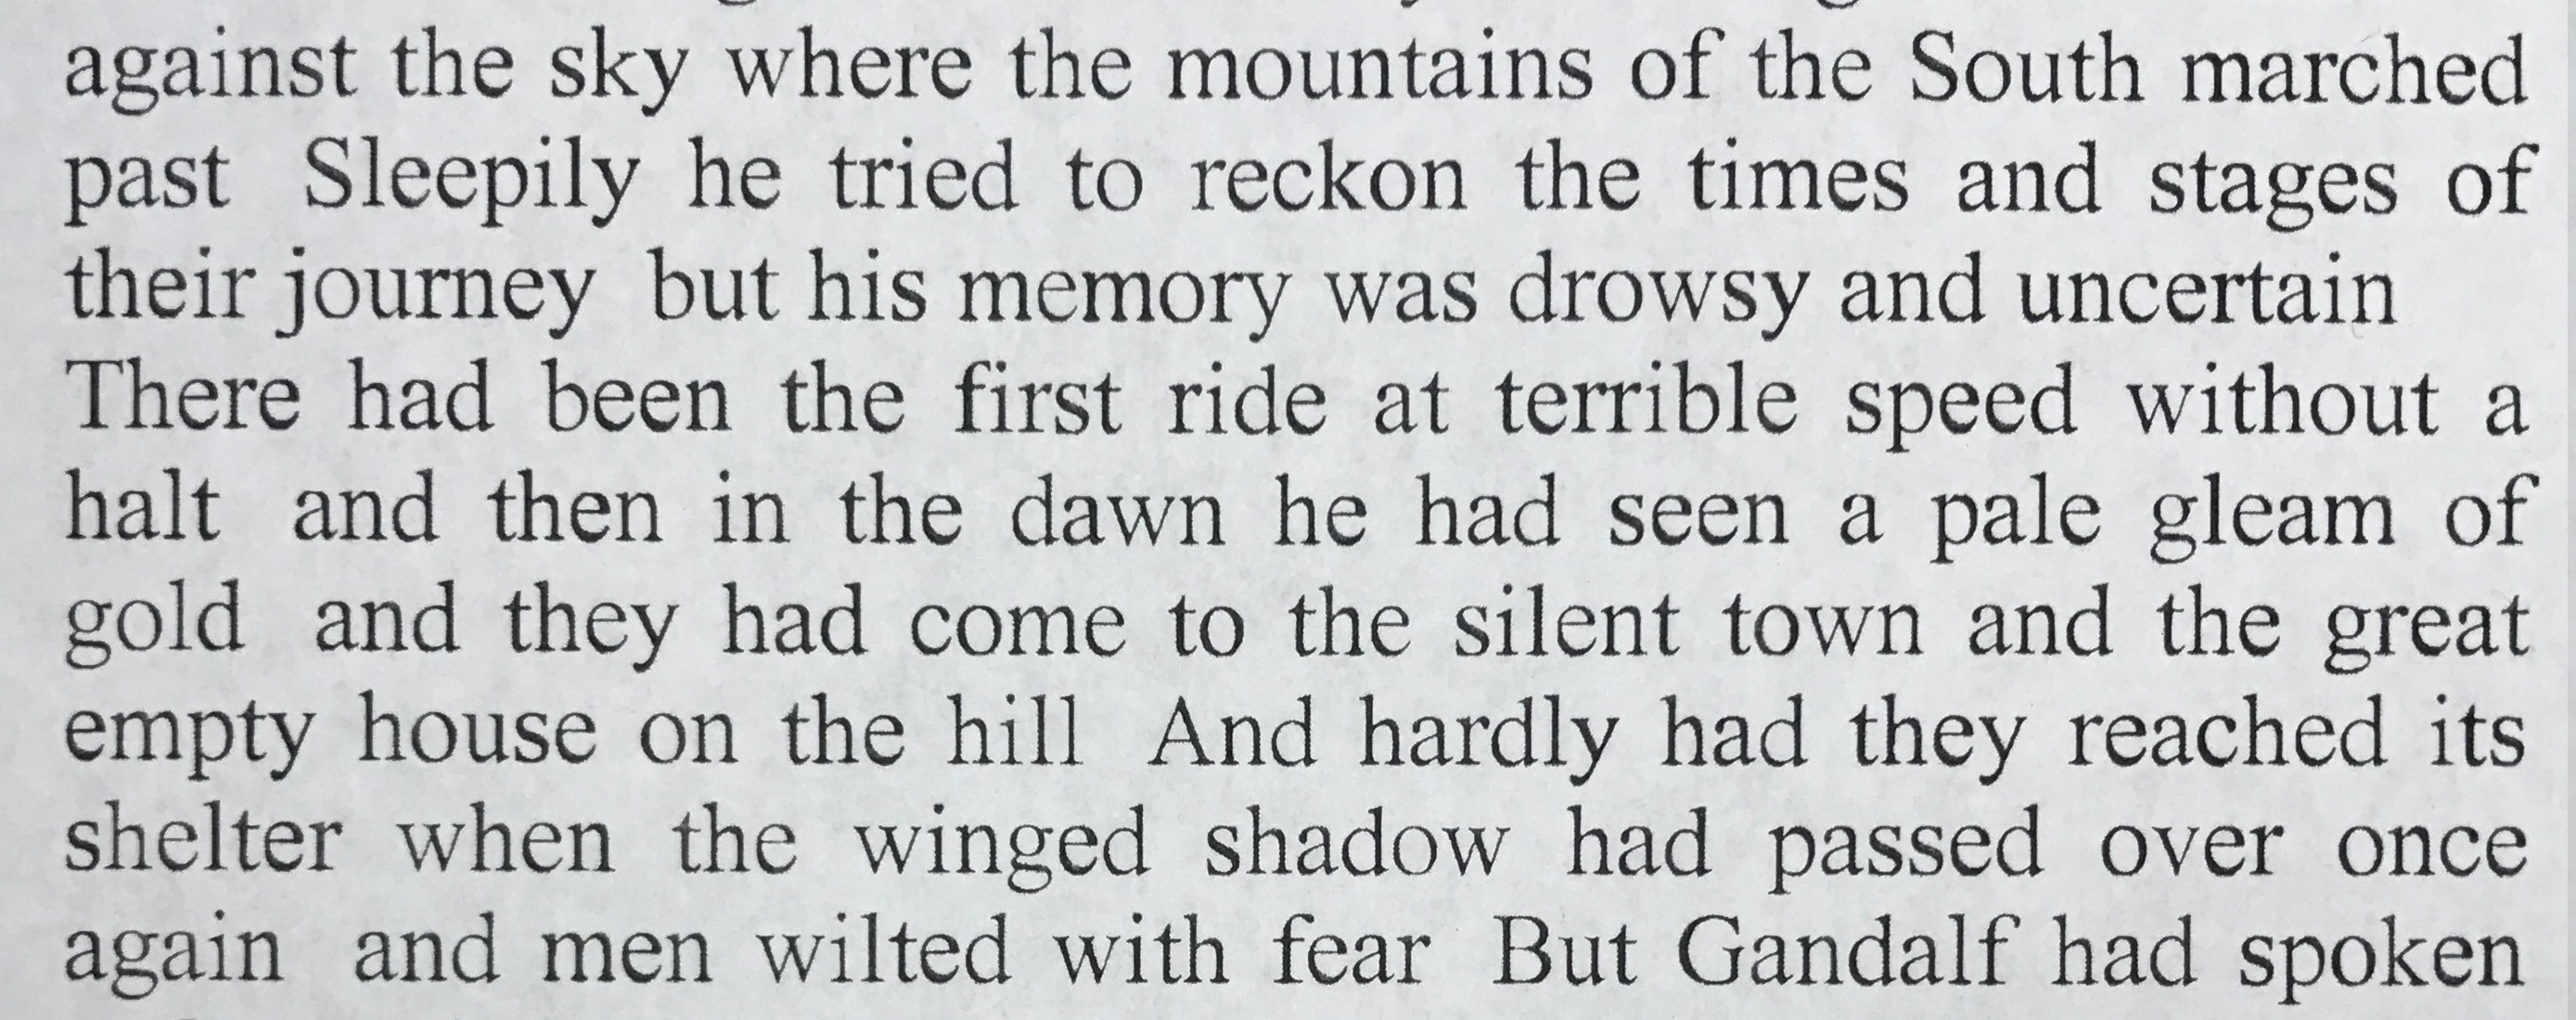 against the sky where the mountains of the South marched
past Sleepily he tried to reckon the times and stages of
their journey but his memory was drowsy and uncertain
There had been the first ride at terrible speed without a
halt and then in the dawn he had seen a pale gleam of
gold and they had come to the silent town and the great
empty house on the hill And hardly had they reached its
shelter when the winged shadow had passed over once
again and men wilted with fear But Gandalf had spoken